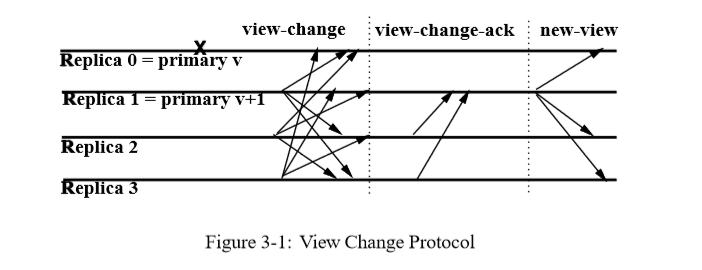 view-change view-change-ack new-view
X
Replica 0 = primary v
Replica 1 = primary v+1
Replica 2
Replica 3
Figure 3-1: View Change Protocol